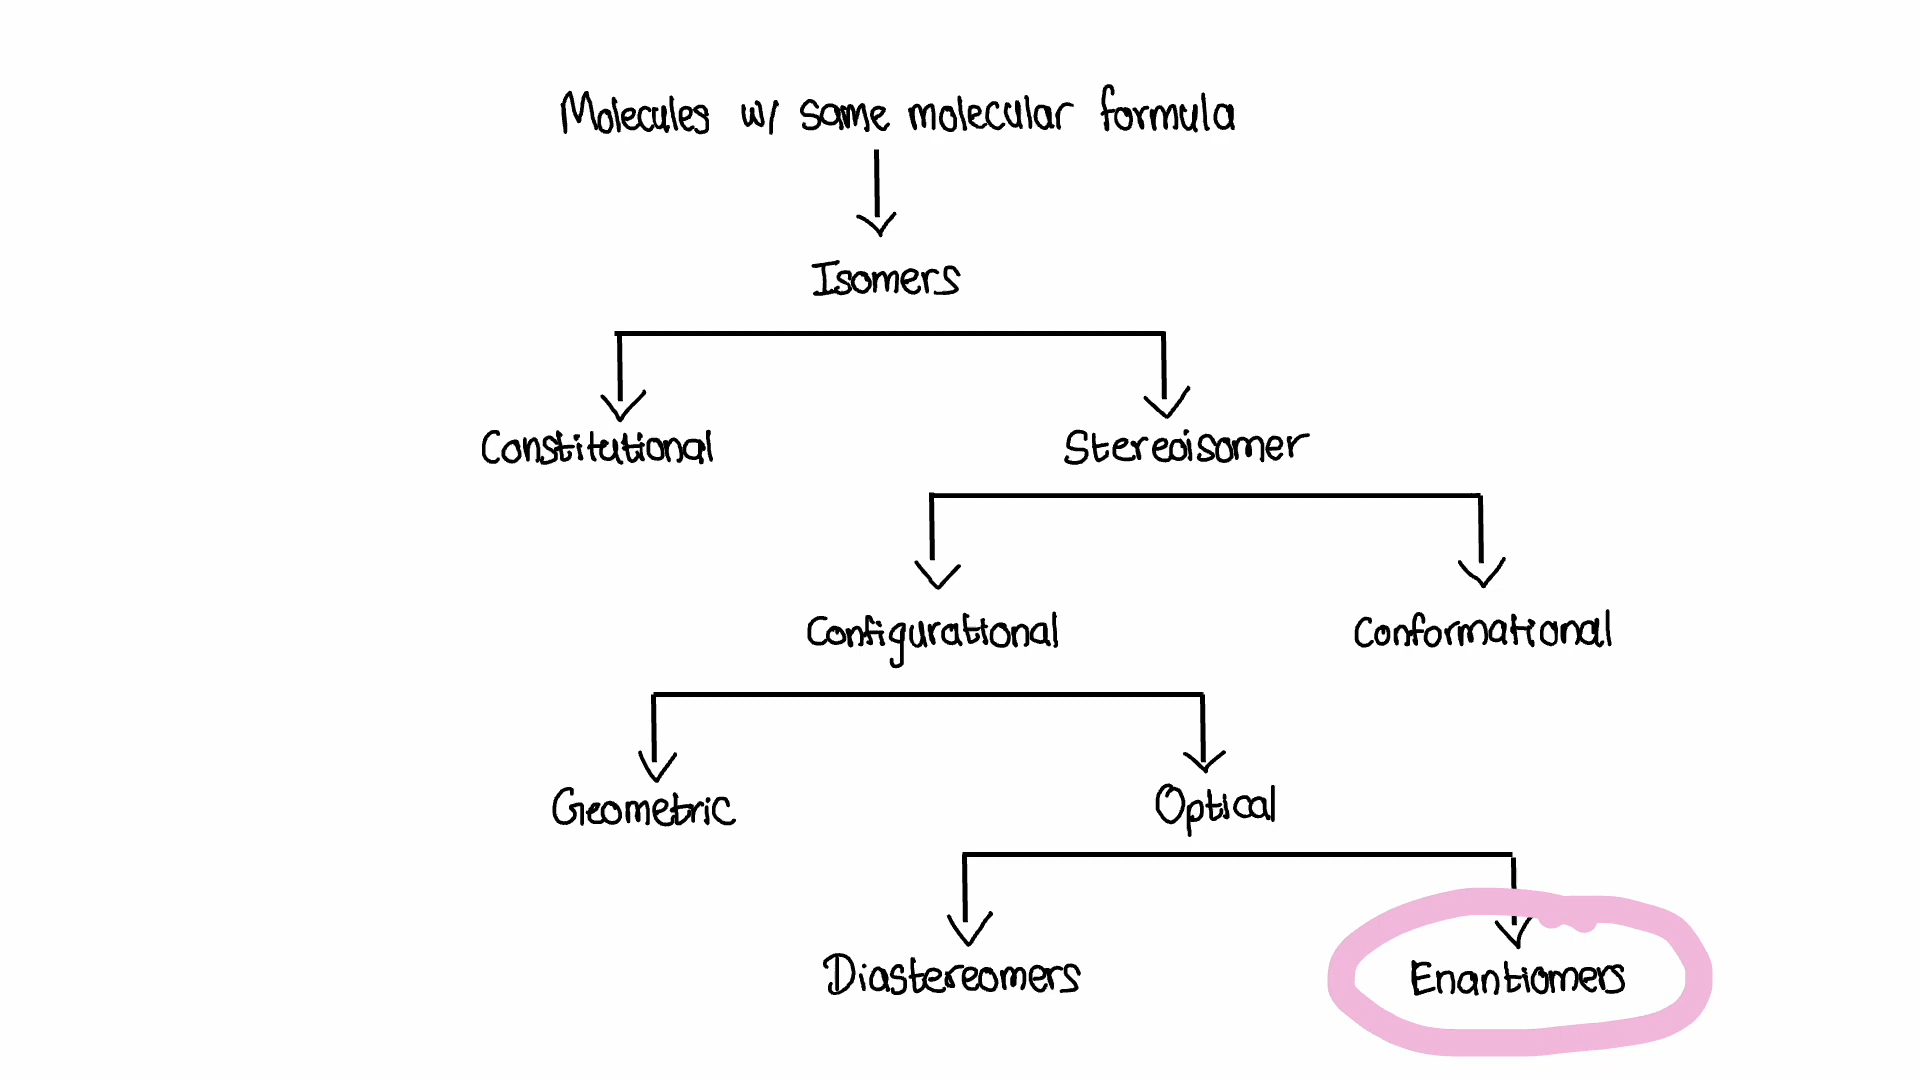 Molecules w/ same molecular formula
Isomers
Constitutional
Stereoisomer
Configurational
Conformational
Geometric
Optical
Diastereomers
Enantiomers